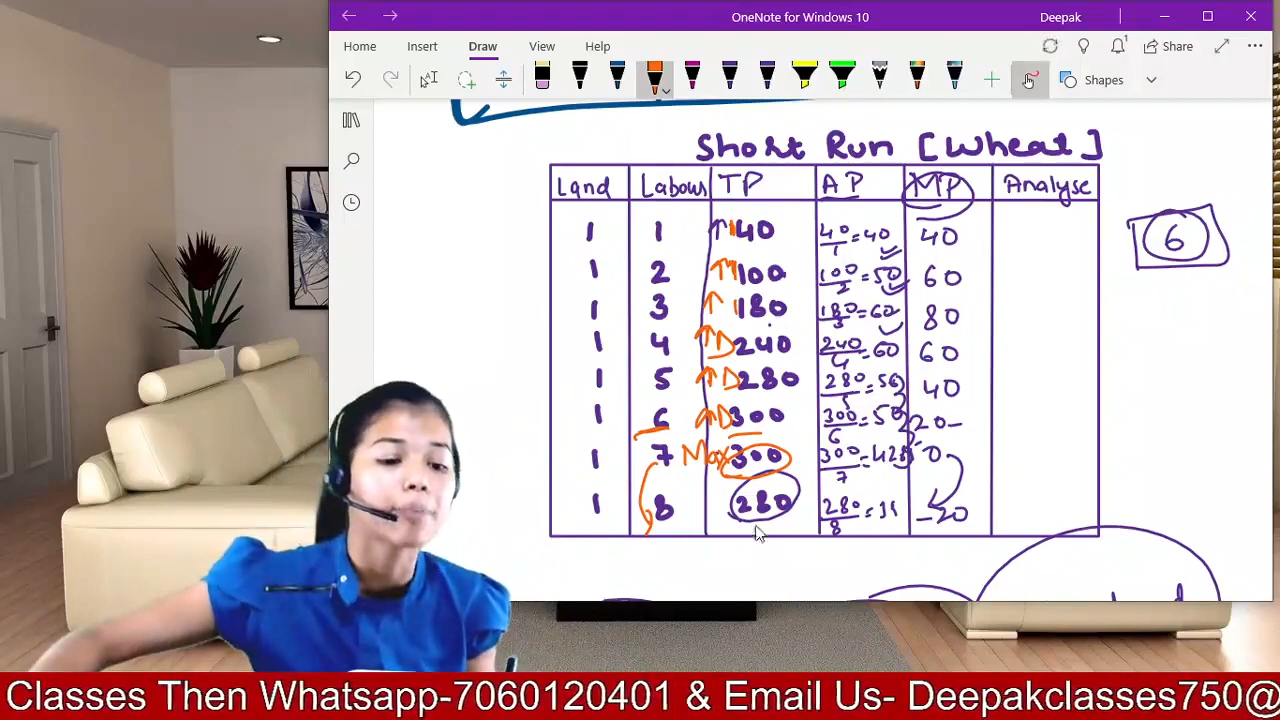 OneNote for Windows 10
Deepak
Home Insert Draw View Help
Share
Shapes
Short Run [Wheat]
Land Labour TP AP MP Analyse
1 1 ↑ 40 40/1 = 40 40
1 2 ↑ 100 100/2 = 50 60
1 3 ↑ 180 180/3 = 60 80
1 4 ↑D 240 240/4 = 60 60
1 5 ↑D 280 280/5 = 56 40
1 6 ↑D 300 300/6 = 50 20
1 7 Max 300 300/7 = 0
1 8 280 280/8 = -20
6
Classes Then Whatsapp-7060120401 & Email Us- Deepakclasses750@